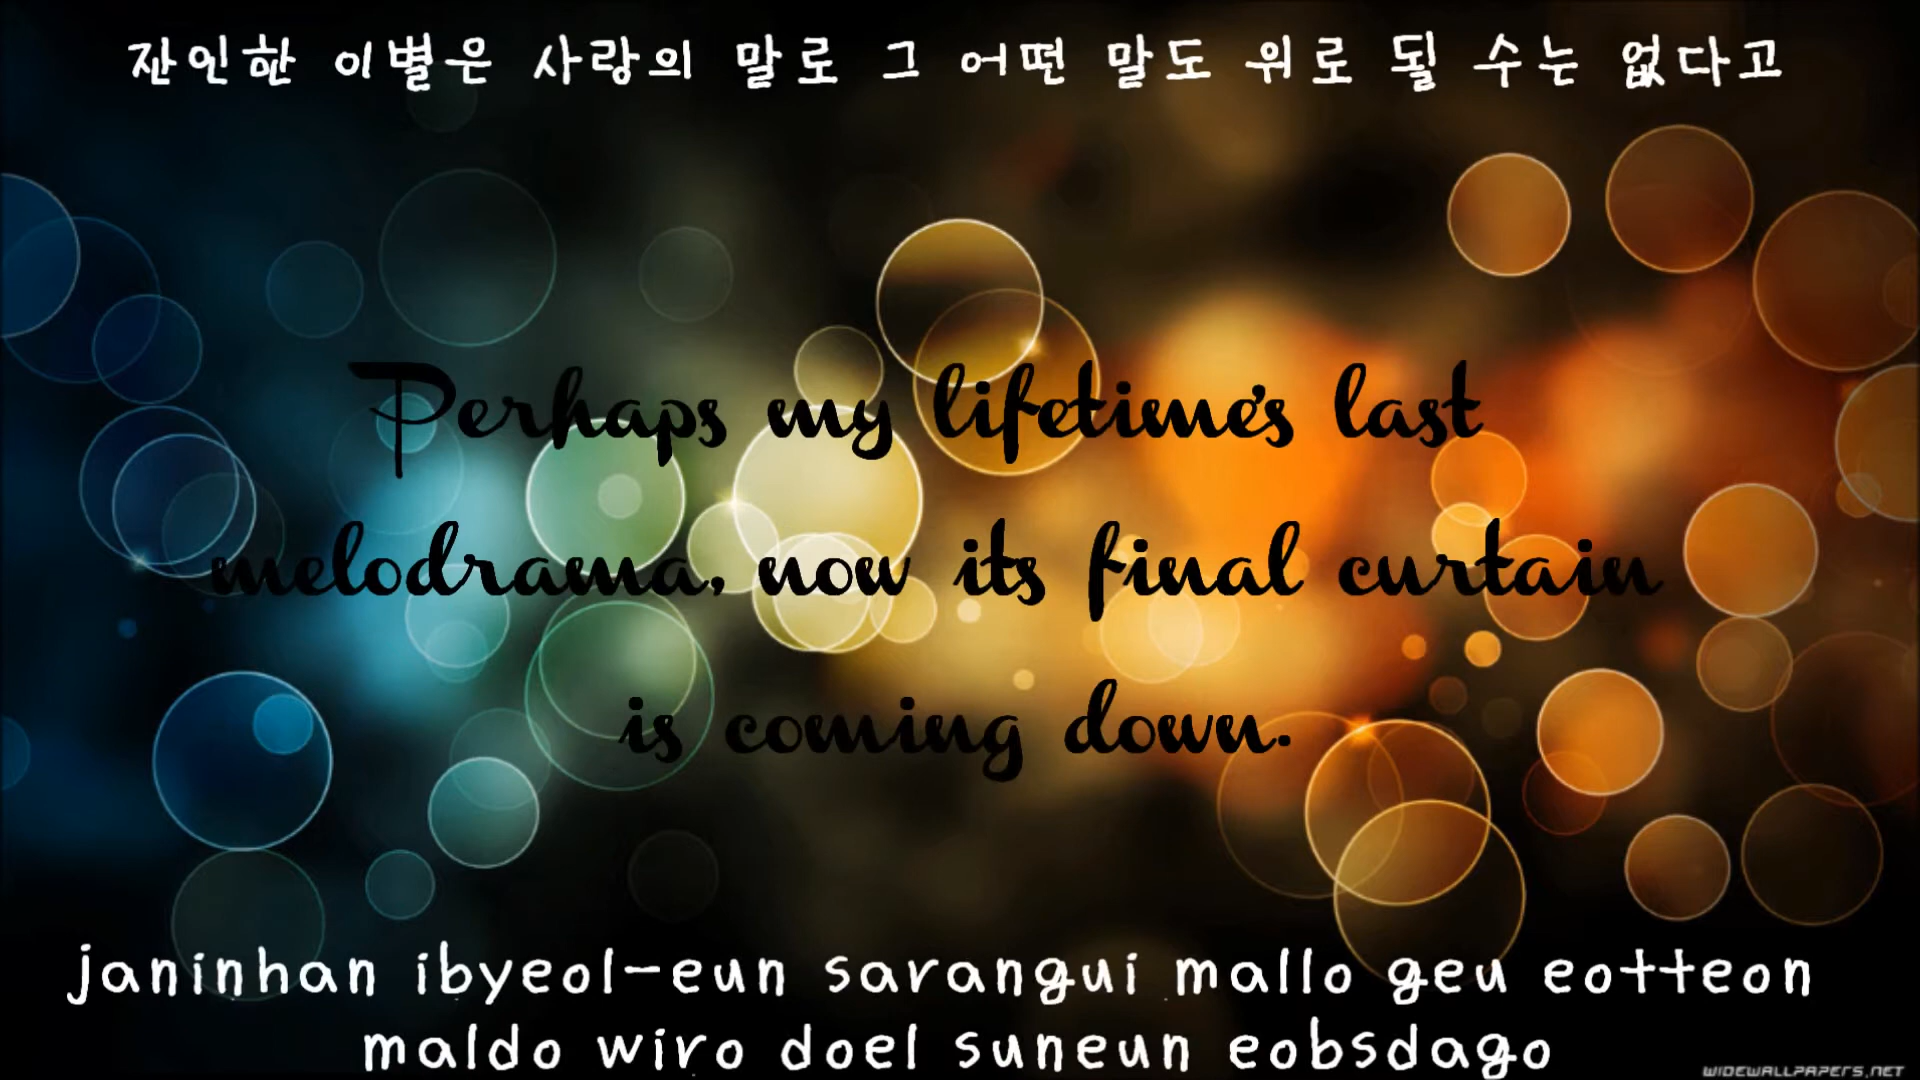 잔인한 이별은 사랑의 말로 그 어떤 말도 위로 될 수는 없다고
Perhaps my lifetime's last
melodrama, now its final curtain
is coming down.
janinhan ibyeol-eun sarangui mallo geu eotteon
maldo wiro doel suneun eobsdago
WIDEWALLPAPERS.NET